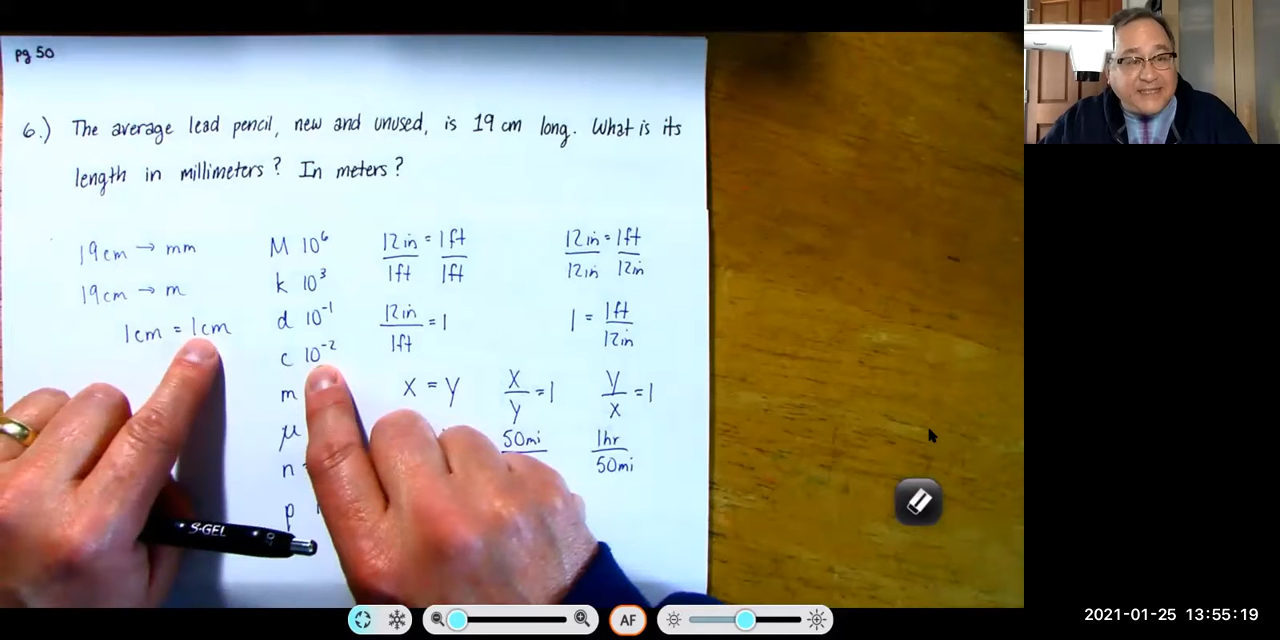 pg 50
6.) The average lead pencil, new and unused, is 19 cm long. What is its
length in millimeters? In meters?
19cm → mm
19cm → m
1cm = 1cm
M 10⁶
k 10³
d 10⁻¹
c 10⁻²
m
μ
n
p
12in = 1ft
1ft 1ft
12in = 1
1ft
X = Y
12in = 1ft
12in 12in
1 = 1ft
12in
X = 1
Y
Y = 1
X
50mi
1hr
50mi
S·GEL
AF
2021-01-25 13:55:19